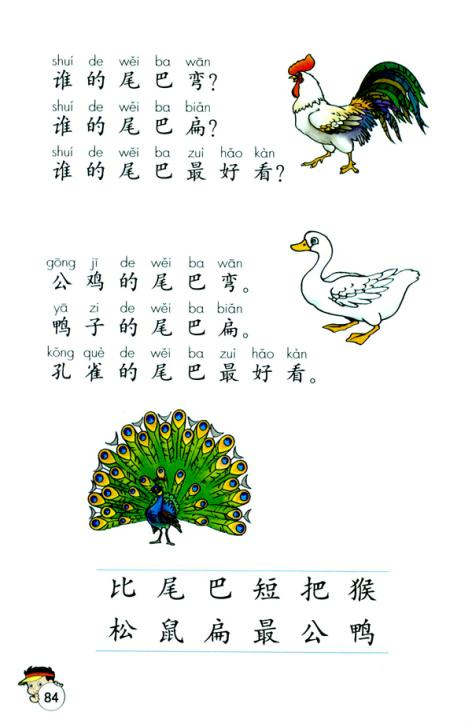 shuí de wěi ba wān
谁的尾巴弯？
shuí de wěi ba biǎn
谁的尾巴扁？
shuí de wěi ba zuì hǎo kàn
谁的尾巴最好看？
gōng jī de wěi ba wān
公鸡的尾巴弯。
yā zi de wěi ba biǎn
鸭子的尾巴扁。
kǒng què de wěi ba zuì hǎo kàn
孔雀的尾巴最好看。
比尾巴短把猴
松鼠扁最公鸭
84